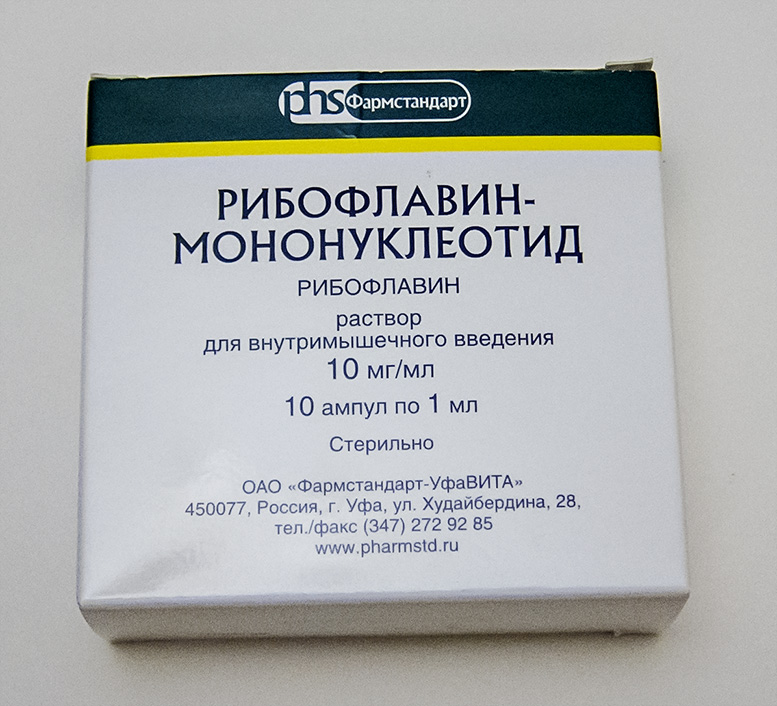 phs Фармстандарт
РИБОФЛАВИН-
МОНОНУКЛЕОТИД
РИБОФЛАВИН
раствор
для внутримышечного введения
10 мг/мл
10 ампул по 1 мл
Стерильно
ОАО «Фармстандарт-УфаВИТА»
450077, Россия, г. Уфа, ул. Худайбердина, 28,
тел./факс (347) 272 92 85
www.pharmstd.ru